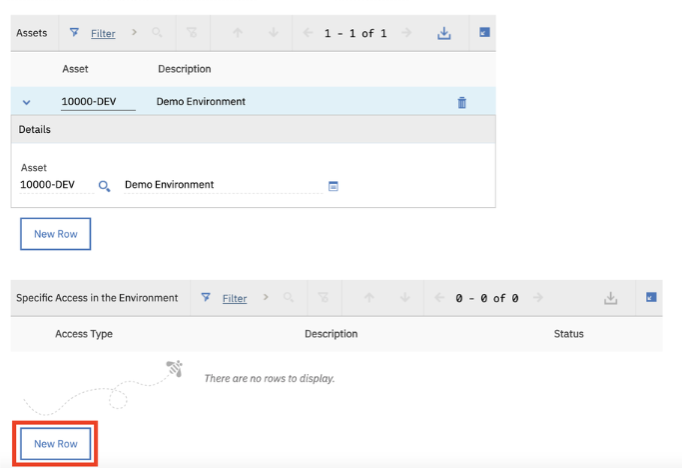 Assets Filter 1 - 1 of 1
Asset Description
10000-DEV Demo Environment
Details
Asset
10000-DEV Demo Environment
New Row
Specific Access in the Environment Filter 0 - 0 of 0
Access Type Description Status
There are no rows to display.
New Row